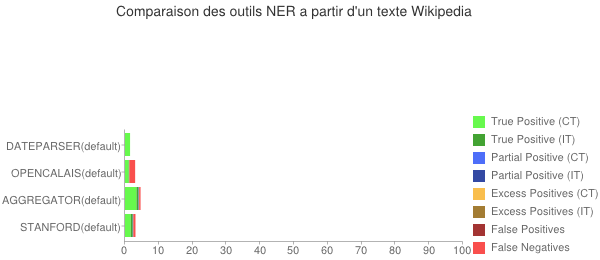 Comparaison des outils NER a partir d'un texte Wikipedia
True Positive (CT)
True Positive (IT)
Partial Positive (CT)
Partial Positive (IT)
Excess Positives (CT)
Excess Positives (IT)
False Positives
False Negatives
DATEPARSER(default)
OPENCALAIS(default)
AGGREGATOR(default)
STANFORD(default)
0 10 20 30 40 50 60 70 80 90 100